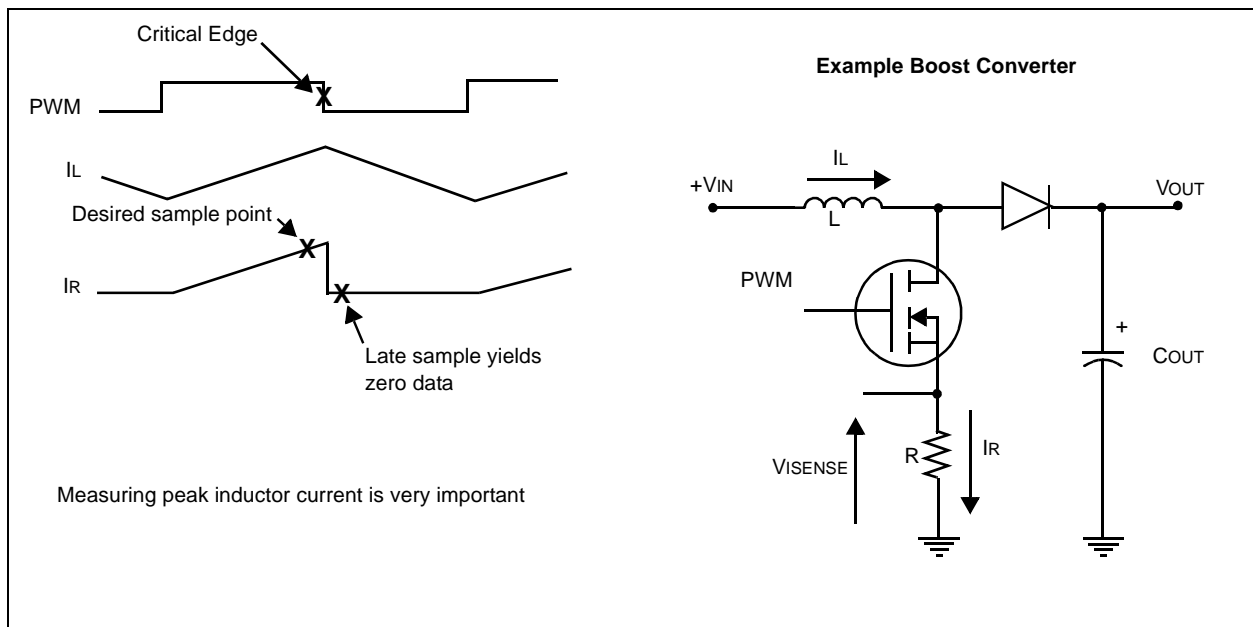 Critical Edge
PWM
IL
Desired sample point
IR
Late sample yields
zero data
Measuring peak inductor current is very important
Example Boost Converter
IL
+VIN
L
VOUT
PWM
+
COUT
VISENSE
R
IR